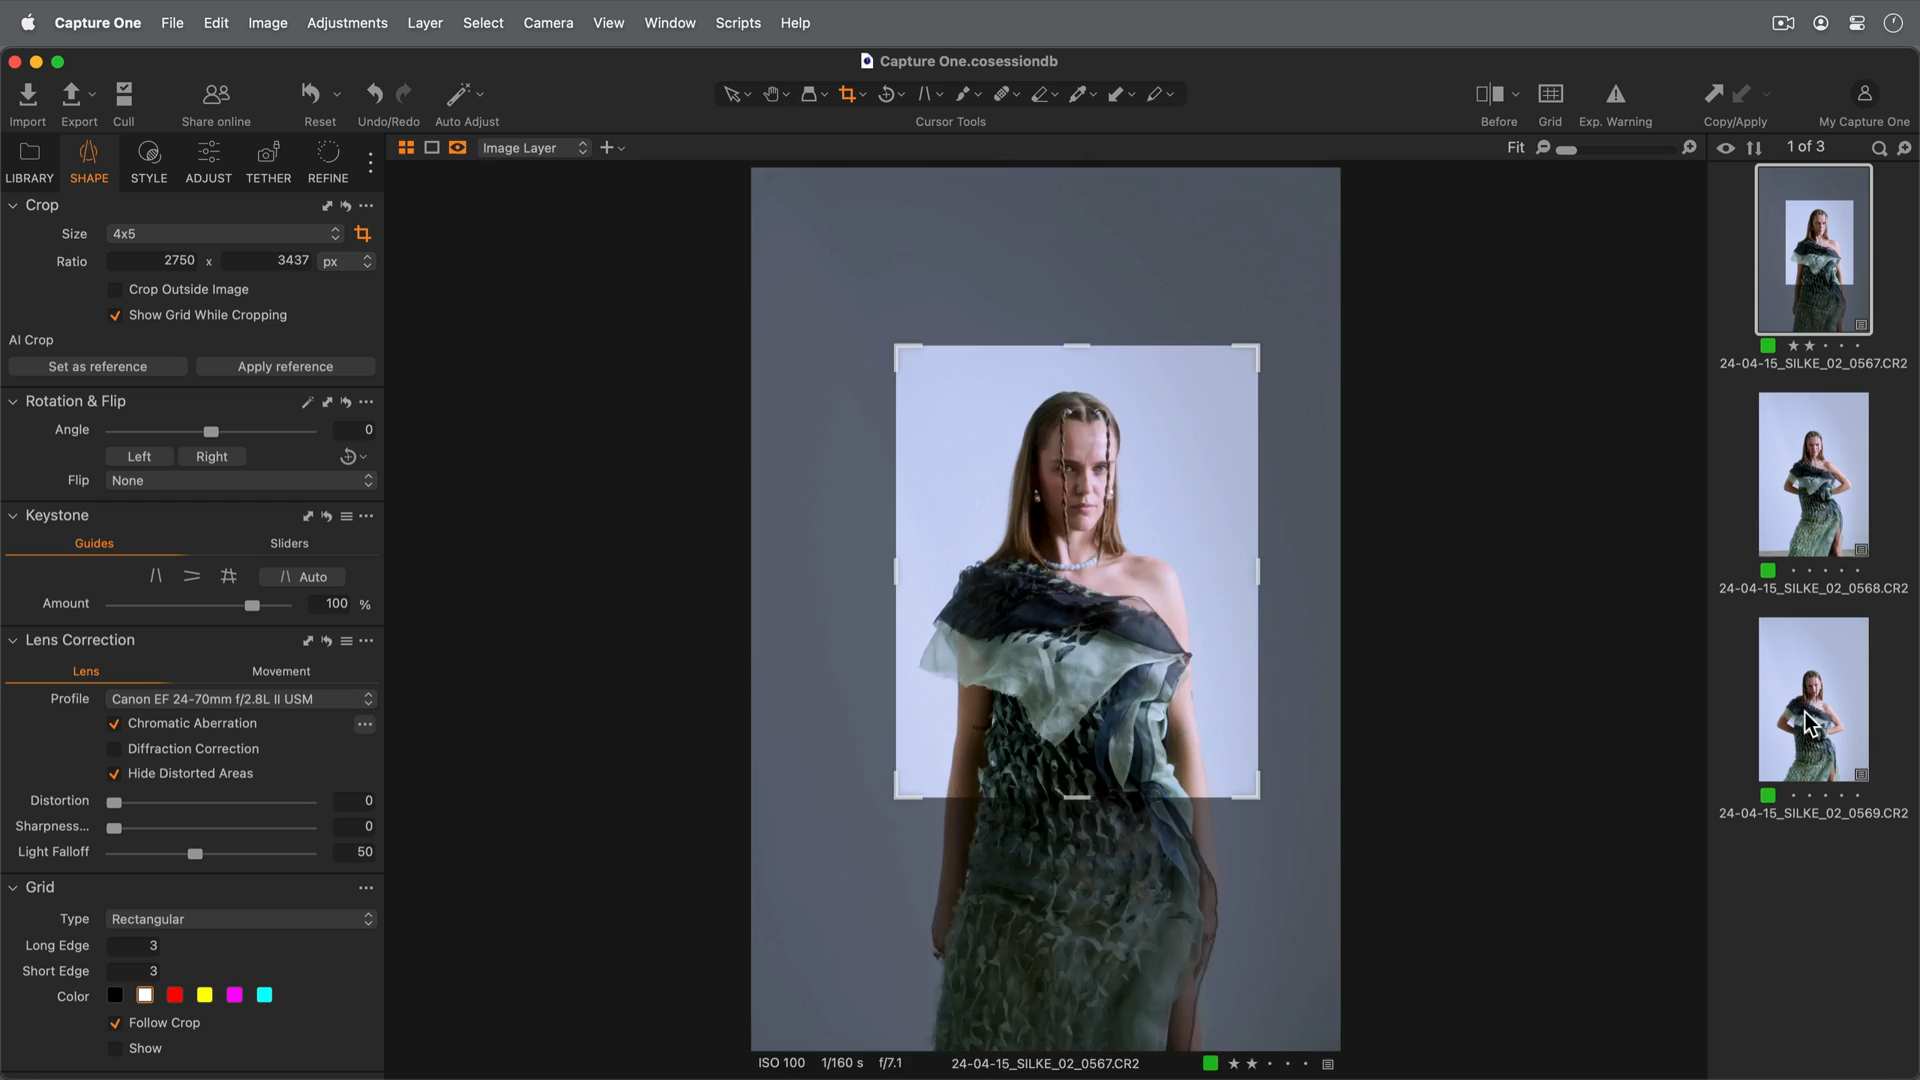 Capture One File Edit Image Adjustments Layer Select Camera View Window Scripts Help
Capture One.cosessiondb
Import Export Cull Share online Reset Undo/Redo Auto Adjust Cursor Tools Before Grid Exp. Warning Copy/Apply My Capture One
LIBRARY SHAPE STYLE ADJUST TETHER REFINE
Image Layer
Fit
1 of 3
Crop
Size 4x5
Ratio 2750 x 3437 px
Crop Outside Image
Show Grid While Cropping
AI Crop
Set as reference Apply reference
Rotation & Flip
Angle 0
Left Right
Flip None
Keystone
Guides Sliders
Auto
Amount 100 %
Lens Correction
Lens Movement
Profile Canon EF 24-70mm f/2.8L II USM
Chromatic Aberration
Diffraction Correction
Hide Distorted Areas
Distortion 0
Sharpness... 0
Light Falloff 50
Grid
Type Rectangular
Long Edge 3
Short Edge 3
Color
Follow Crop
Show
ISO 100 1/160 s f/7.1 24-04-15_SILKE_02_0567.CR2
24-04-15_SILKE_02_0567.CR2
24-04-15_SILKE_02_0568.CR2
24-04-15_SILKE_02_0569.CR2